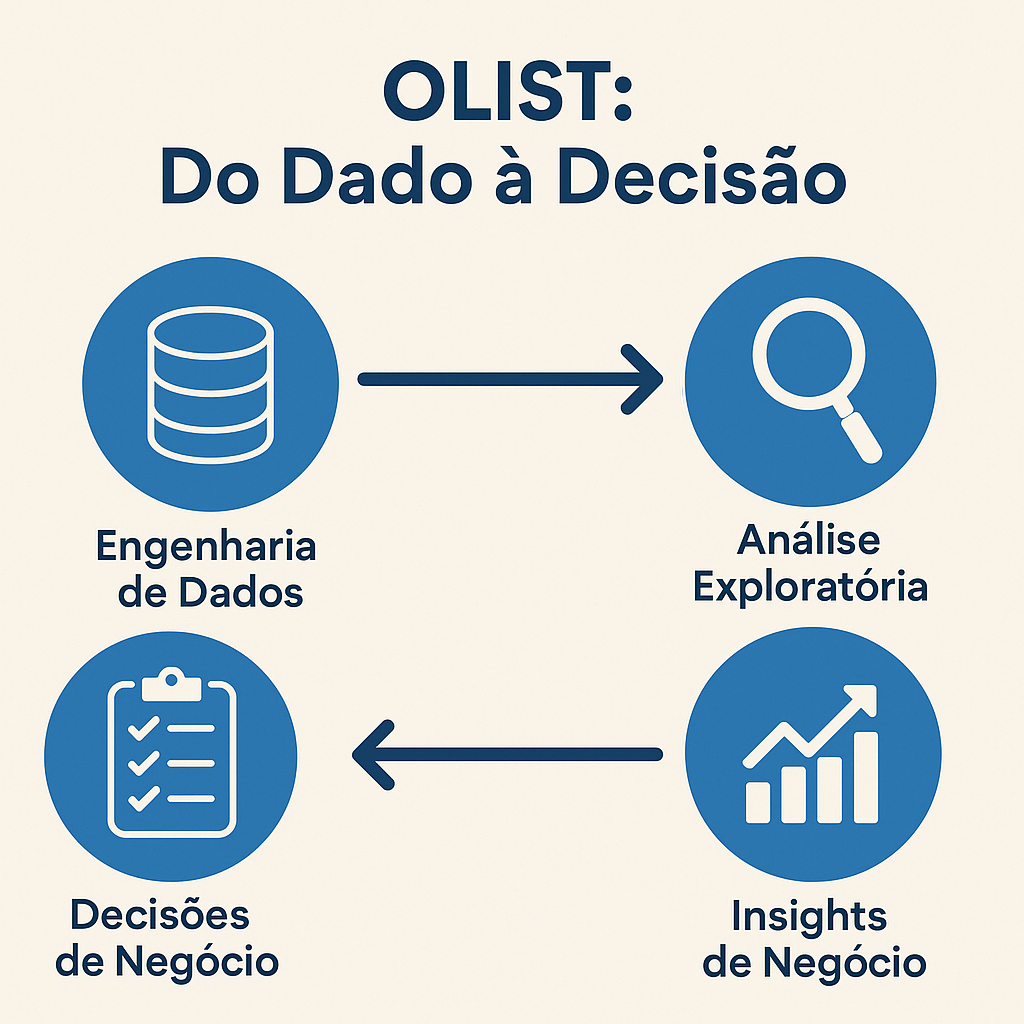 OLIST:
Do Dado à Decisão
Engenharia
de Dados
Análise
Exploratória
Decisões
de Negócio
Insights
de Negócio